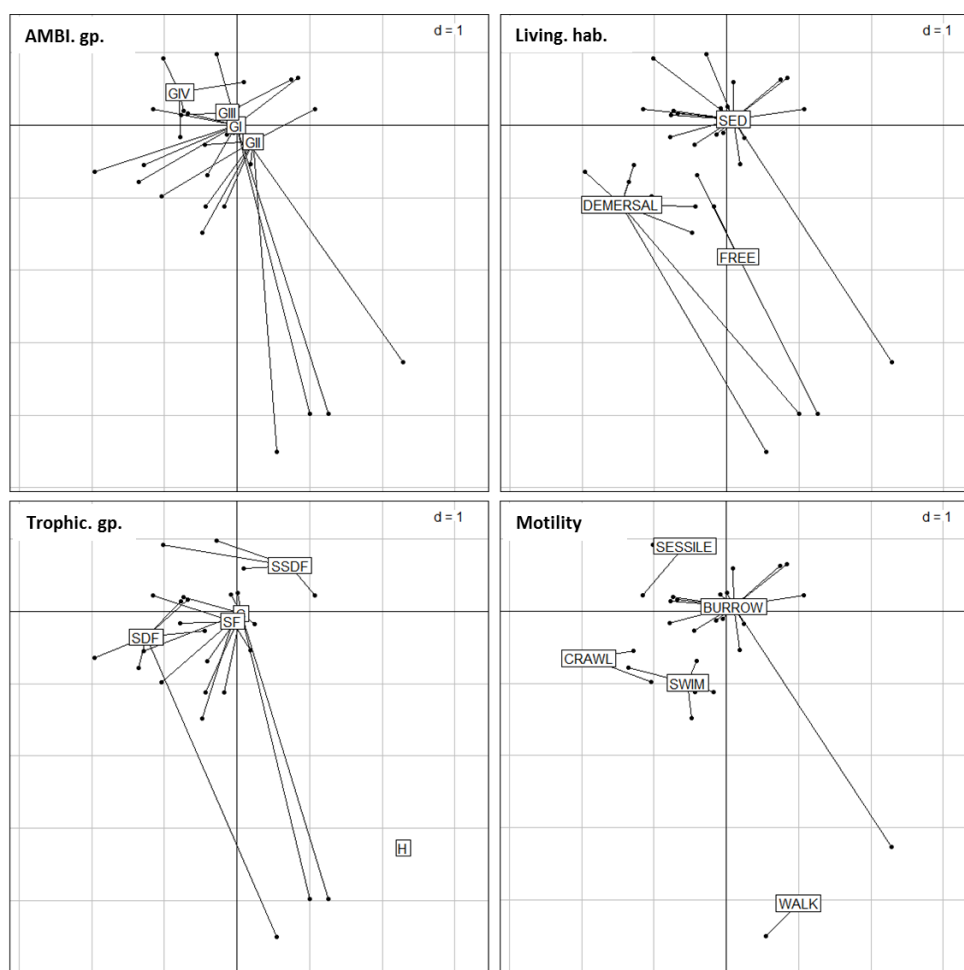 AMBI. gp.
d = 1
GIV
GIII
GI
GII
Living. hab.
d = 1
SED
DEMERSAL
FREE
Trophic. gp.
d = 1
SSDF
SF
SDF
H
Motility
d = 1
SESSILE
BURROW
CRAWL
SWIM
WALK